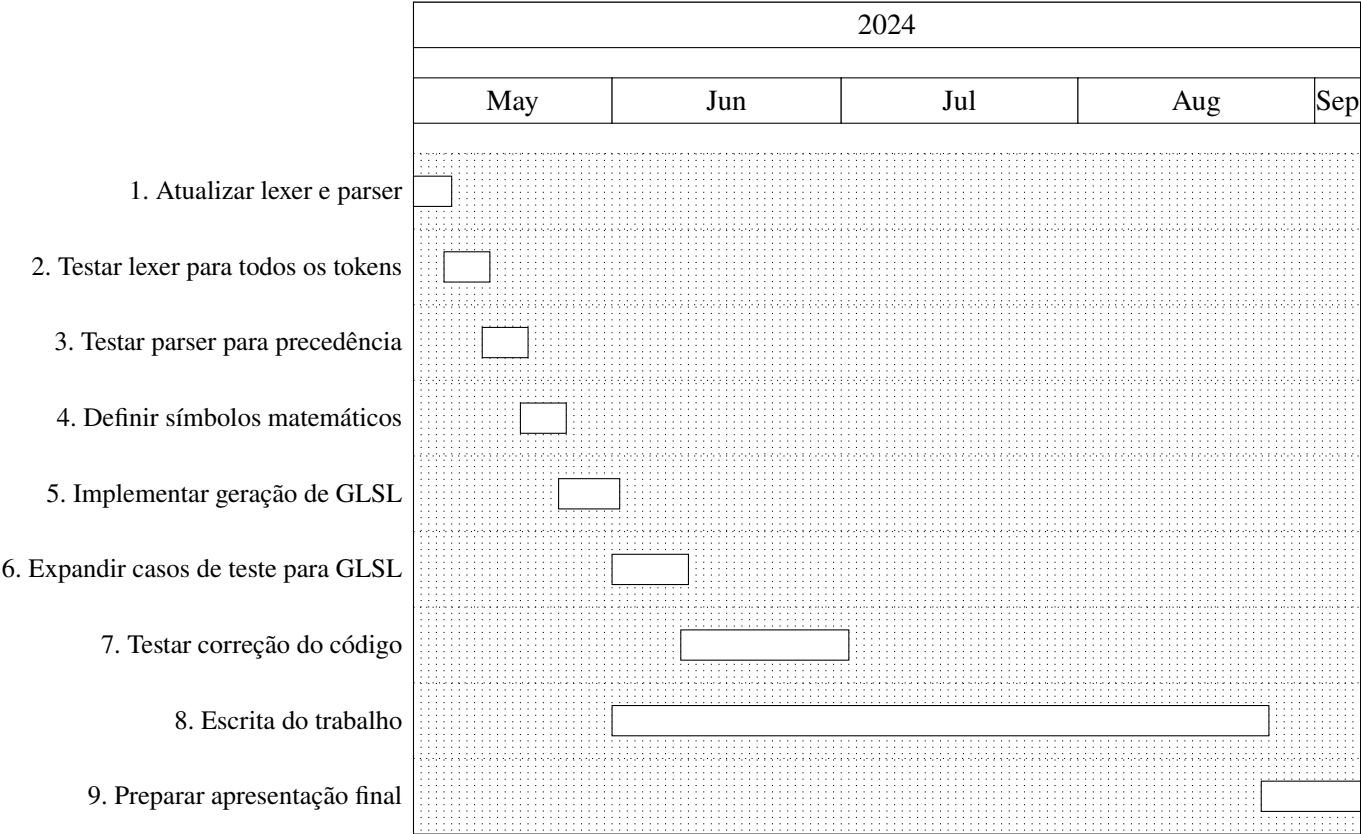 2024
May Jun Jul Aug Sep
1. Atualizar lexer e parser
2. Testar lexer para todos os tokens
3. Testar parser para precedência
4. Definir símbolos matemáticos
5. Implementar geração de GLSL
6. Expandir casos de teste para GLSL
7. Testar correção do código
8. Escrita do trabalho
9. Preparar apresentação final